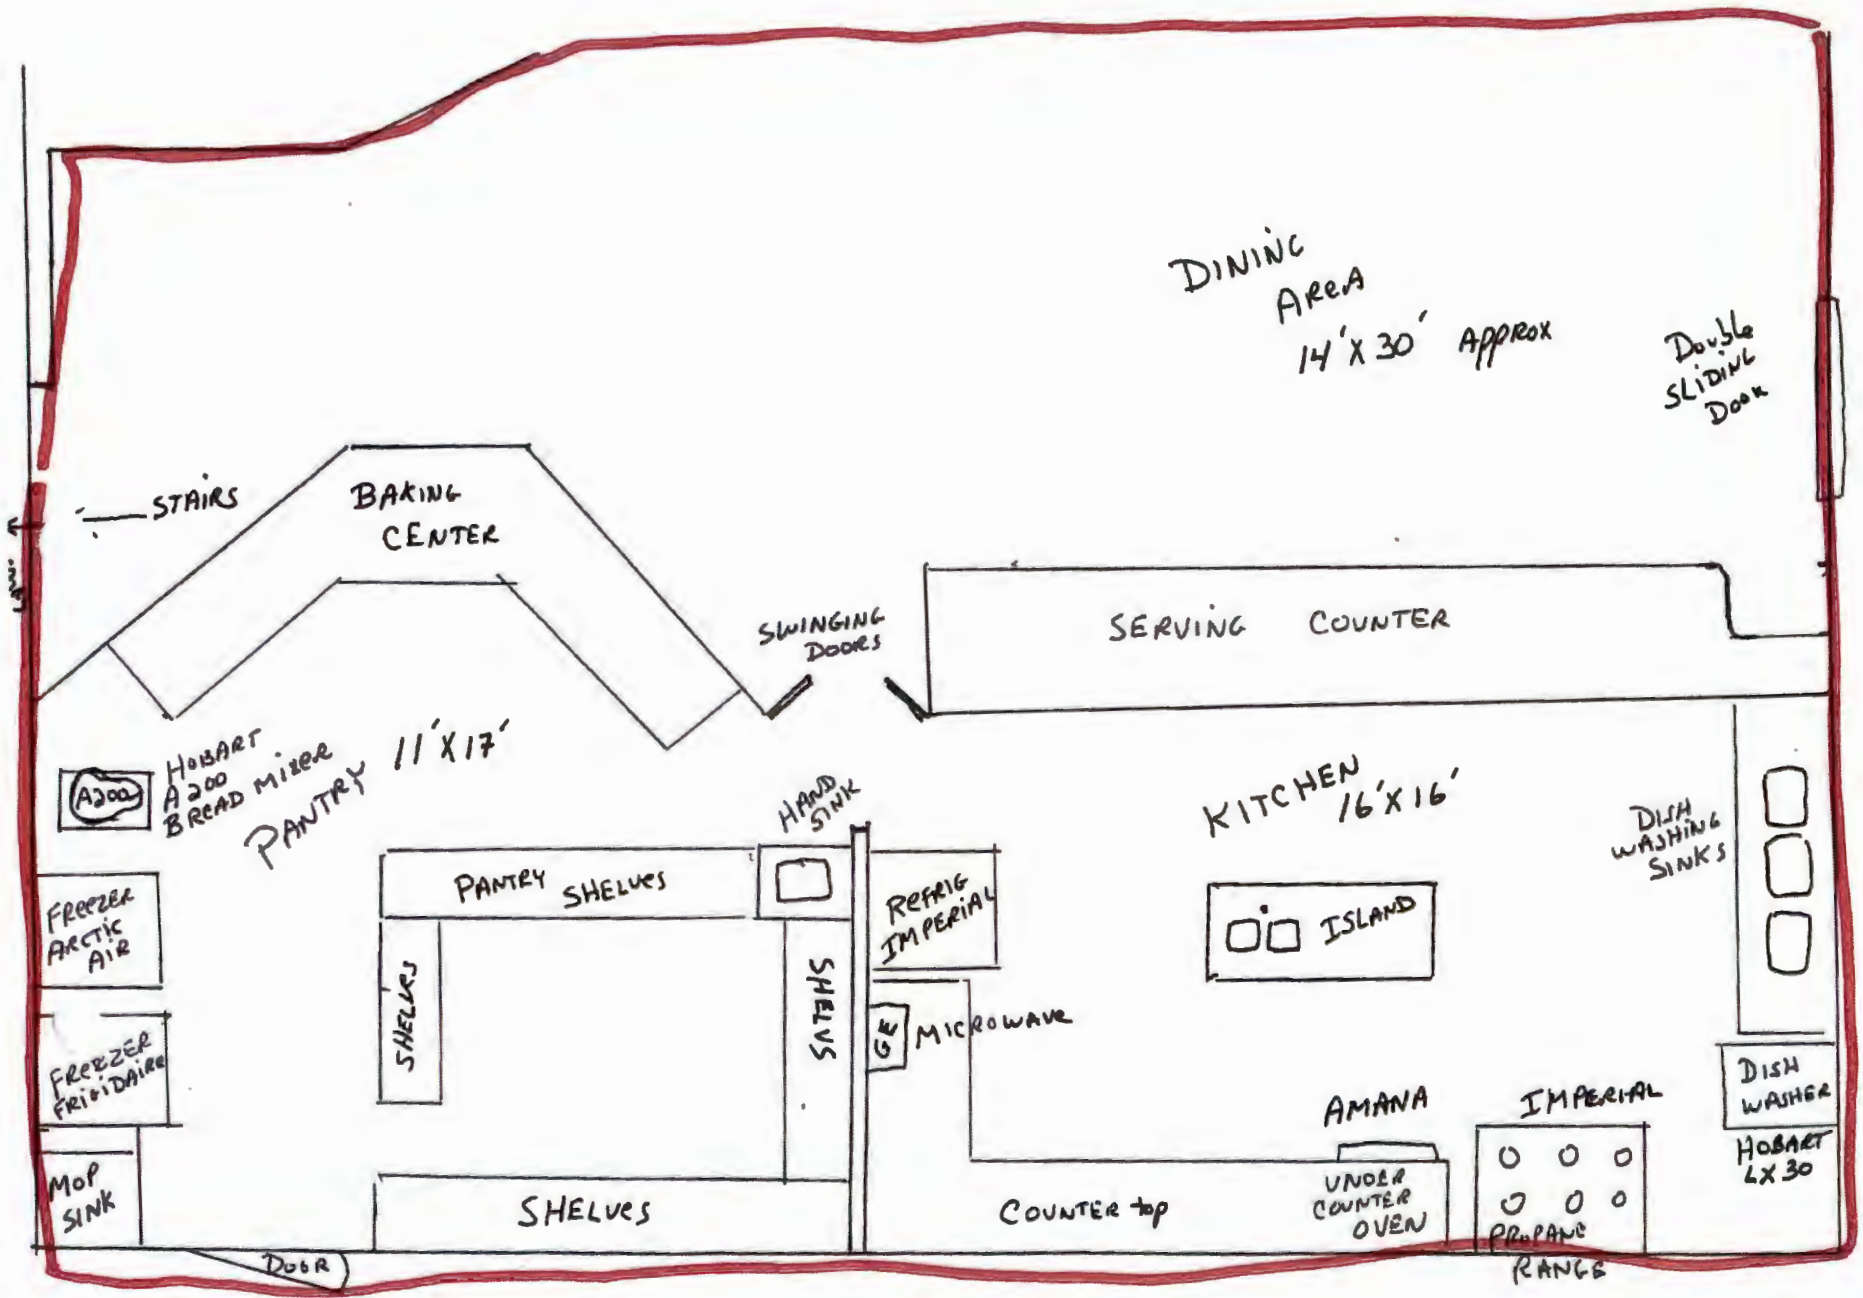 DINING
AREA
14' X 30' APPROX
Double
SLIDING
DOOR
STAIRS
BAKING
CENTER
SWINGING
DOORS
SERVING COUNTER
HOBART
A200
BREAD MIXER
A200
PANTRY 11' X 17'
HAND
SINK
KITCHEN
16' X 16'
DISH
WASHING
SINKS
FREEZER
ARCTIC
AIR
PANTRY SHELVES
REFRIG
IMPERIAL
ISLAND
SHELVES
SHELVS
GE
MICROWAVE
FREEZER
FRIGIDAIRE
AMANA
IMPERIAL
DISH
WASHER
HOBART
LX30
MOP
SINK
SHELVES
COUNTER top
UNDER
COUNTER
OVEN
PROPANE
RANGE
DOOR